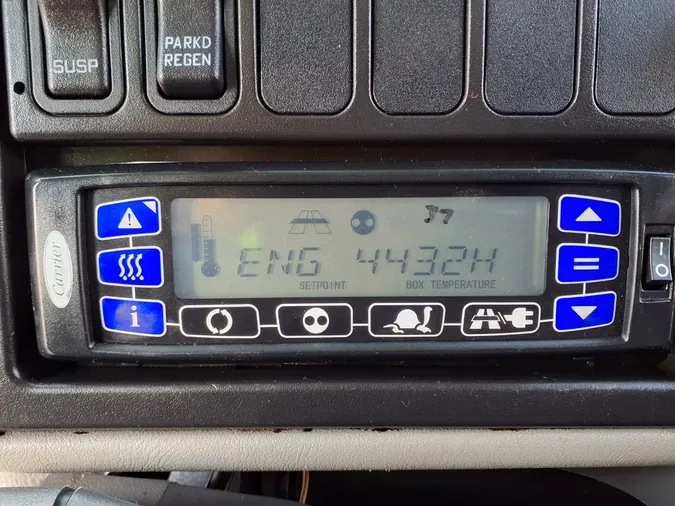 SUSP
PARKD
REGEN
Carrier
ENG 4432H
SETPOINT BOX TEMPERATURE
i
I
O